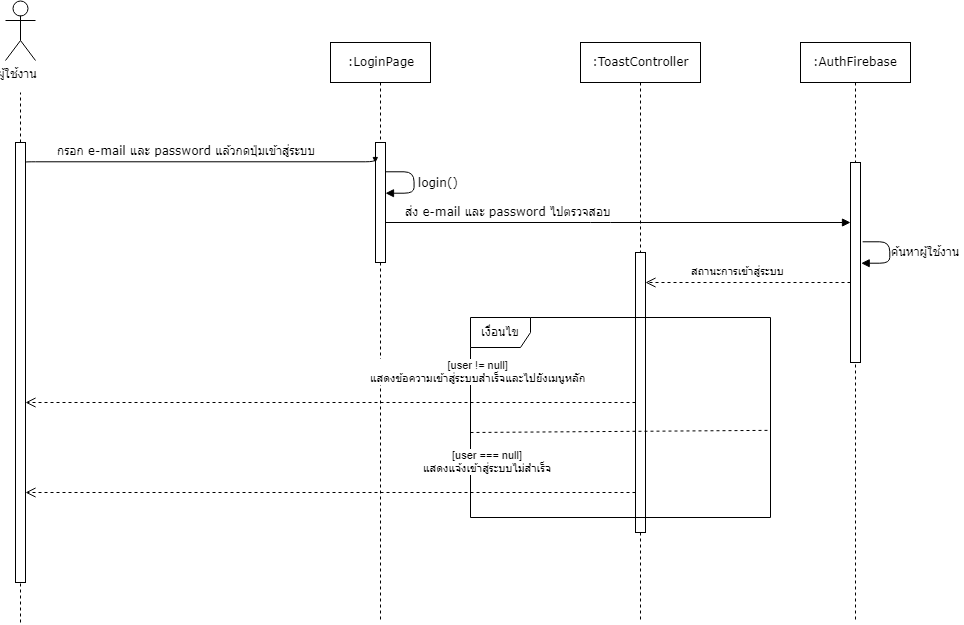 :LoginPage
:ToastController
:AuthFirebase
ผู้ใช้งาน
กรอก e-mail และ password แล้วกดปุ่มเข้าสู่ระบบ
login()
ส่ง e-mail และ password ไปตรวจสอบ
ค้นหาผู้ใช้งาน
สถานะการเข้าสู่ระบบ
เงื่อนไข
[user != null]
แสดงข้อความเข้าสู่ระบบสำเร็จและไปยังเมนูหลัก
[user === null]
แสดงแจ้งเข้าสู่ระบบไม่สำเร็จ